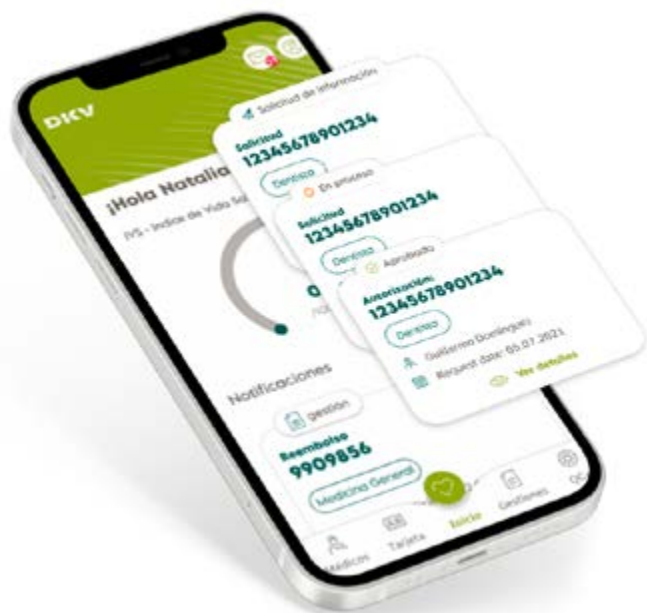 DKV
¡Hola Natalia
IVS - Indice de Vida Sa
0
Solicitud de información
Solicitud
12345678901234
Dentista
En proceso
Solicitud
12345678901234
Dentista
Aprobado
Autorización:
12345678901234
Dentista
Guillermo Domínguez
Request date: 05.07.2021
Ver detalles
Notificaciones
gestión
Reembolso
9909856
Medicina General
Médicos
Tarjeta
Inicio
Gestiones